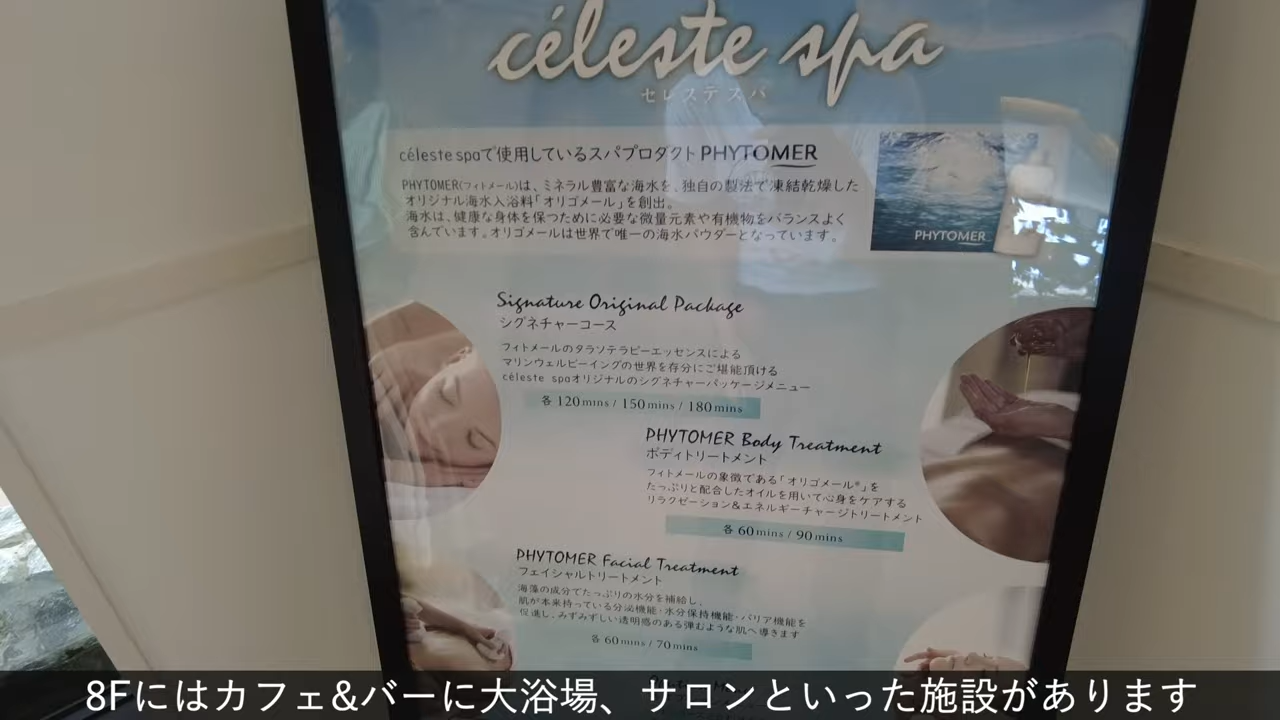 céleste spa
セレステスパ
céleste spaで使用しているスパプロダクト PHYTOMER
PHYTOMER(フィトメール)は、ミネラル豊富な海水を、独自の製法で凍結乾燥した
オリジナル海水入浴料「オリゴメール」を創出。
海水は、健康な身体を保つために必要な微量元素や有機物をバランスよく
含んでいます。オリゴメールは世界で唯一の海水パウダーとなっています。
PHYTOMER
Signature Original Package
シグネチャーコース
フィトメールのタラソテラピーエッセンスによる
マリンウェルビーイングの世界を存分にご堪能頂ける
céleste spaオリジナルのシグネチャーパッケージメニュー
各 120mins / 150mins / 180mins
PHYTOMER Body Treatment
ボディトリートメント
フィトメールの象徴である「オリゴメール®」を
たっぷりと配合したオイルを用いて心身をケアする
リラクゼーション&エネルギーチャージトリートメント
各 60mins / 90mins
PHYTOMER Facial Treatment
フェイシャルトリートメント
海藻の成分でたっぷりの水分を補給し、
肌が本来持っている分泌機能・水分保持機能・バリア機能を
促進し、みずみずしい透明感のある弾むような肌へ導きます
各 60mins / 70mins
8Fにはカフェ&バーに大浴場、サロンといった施設があります